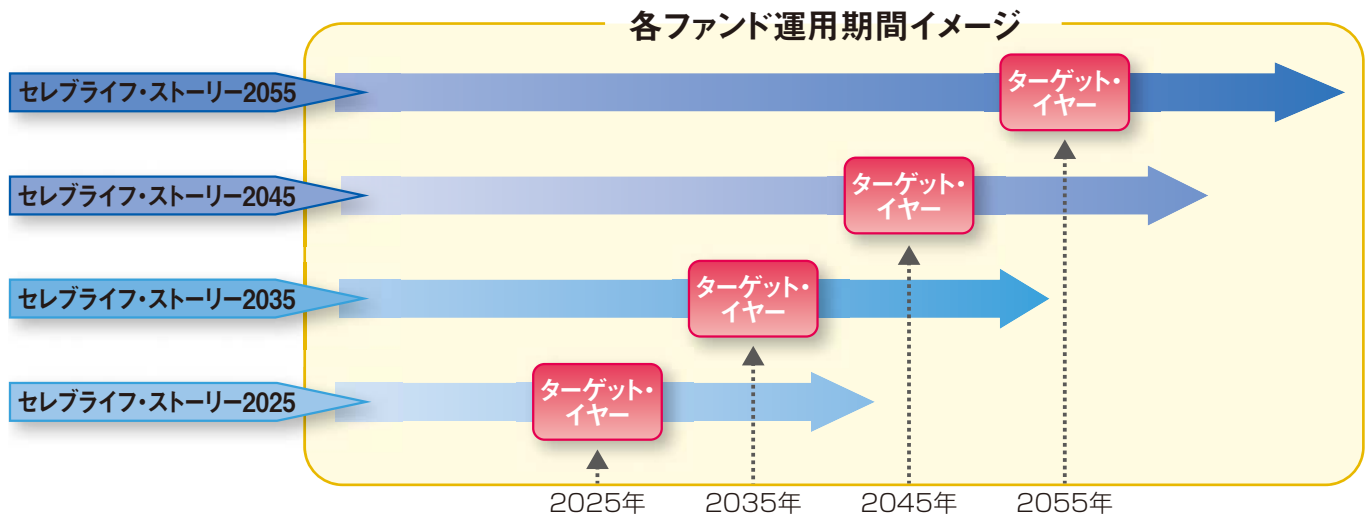 各ファンド運用期間イメージ
セレブライフ・ストーリー2055
ターゲット・
イヤー
セレブライフ・ストーリー2045
ターゲット・
イヤー
セレブライフ・ストーリー2035
ターゲット・
イヤー
セレブライフ・ストーリー2025
ターゲット・
イヤー
2025年
2035年
2045年
2055年